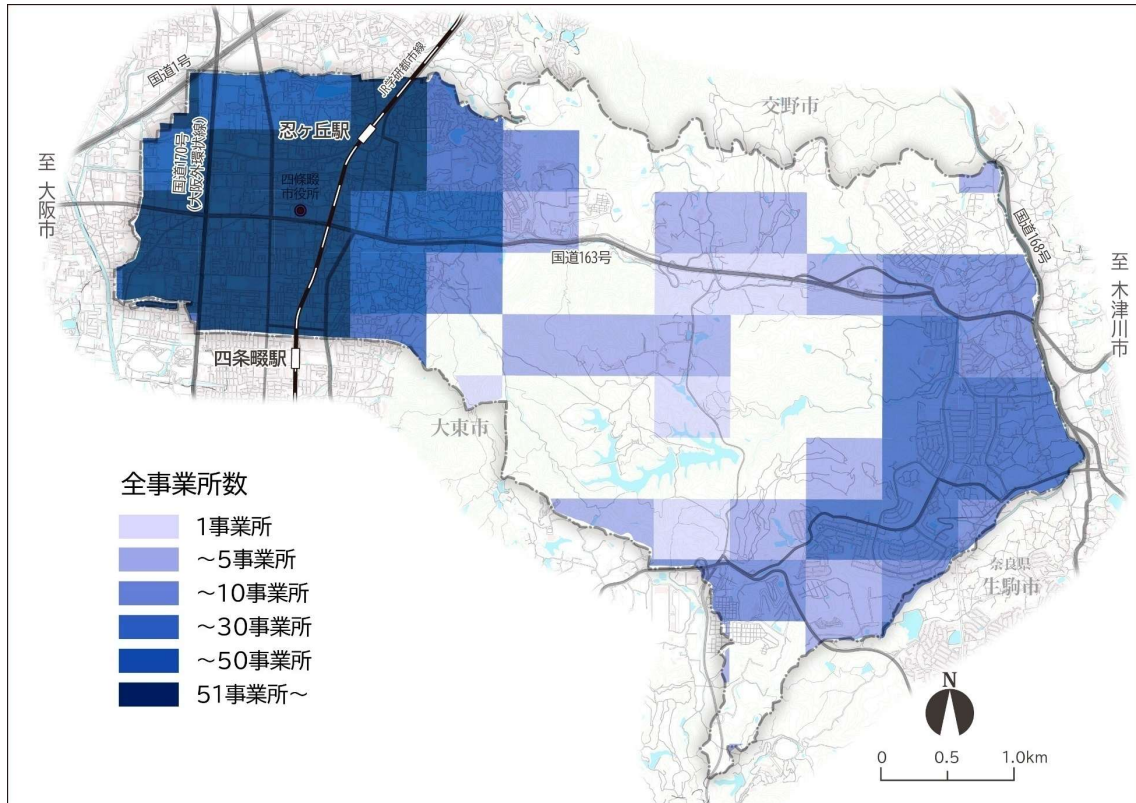 国道1号
JR学研都市線
忍ヶ丘駅
国道170号
(大阪外環状線)
四條畷
市役所
至 大阪市
交野市
国道168号
国道163号
至 木津川市
四条畷駅
大東市
奈良県
生駒市
全事業所数
1事業所
～5事業所
～10事業所
～30事業所
～50事業所
51事業所～
N
0 0.5 1.0km